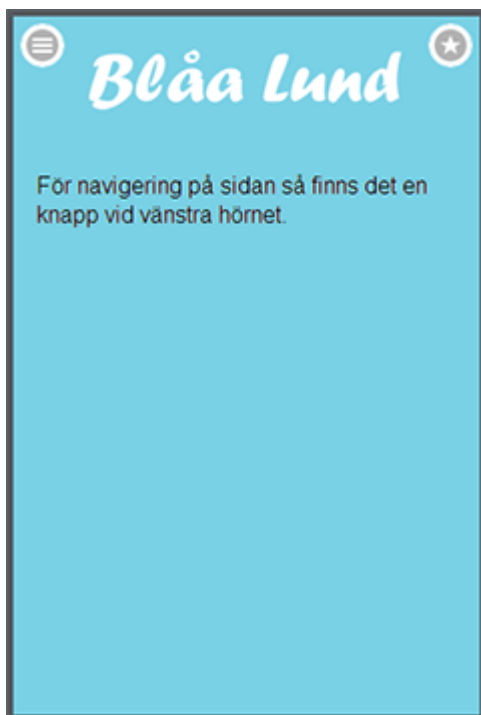 Blåa Lund
För navigering på sidan så finns det en
knapp vid vänstra hörnet.